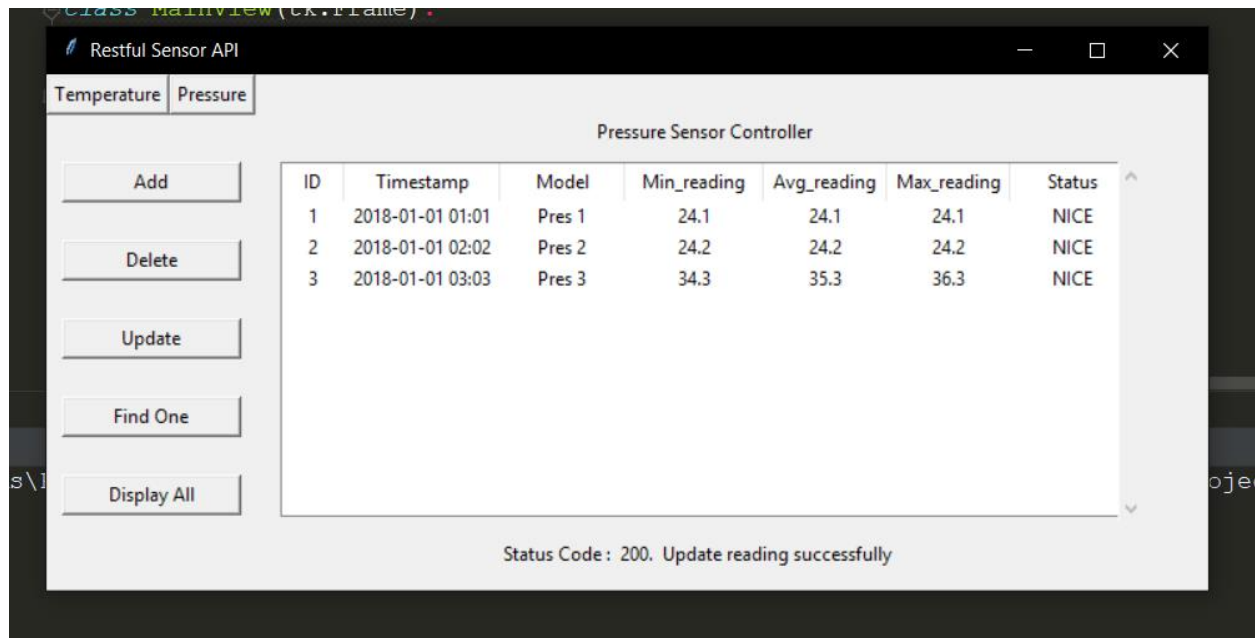 class MainView(tk.Frame):
Restful Sensor API
Temperature Pressure
Pressure Sensor Controller
Add
Delete
Update
Find One
Display All
ID Timestamp Model Min_reading Avg_reading Max_reading Status
1 2018-01-01 01:01 Pres 1 24.1 24.1 24.1 NICE
2 2018-01-01 02:02 Pres 2 24.2 24.2 24.2 NICE
3 2018-01-01 03:03 Pres 3 34.3 35.3 36.3 NICE
Status Code : 200. Update reading successfully